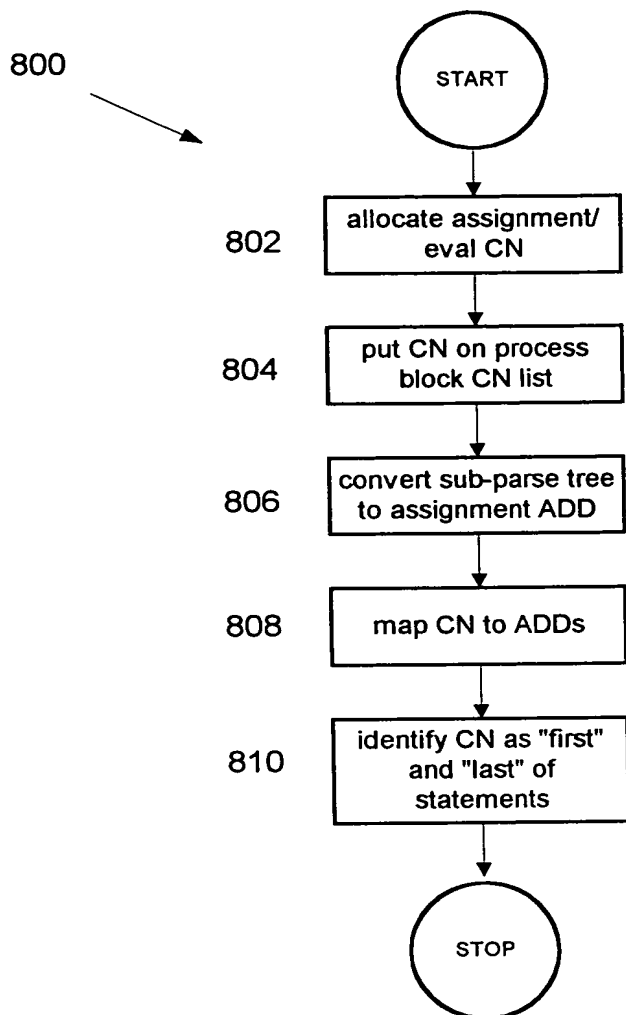 800
START
802
allocate assignment/
eval CN
804
put CN on process
block CN list
806
convert sub-parse tree
to assignment ADD
808
map CN to ADDs
810
identify CN as "first"
and "last" of
statements
STOP